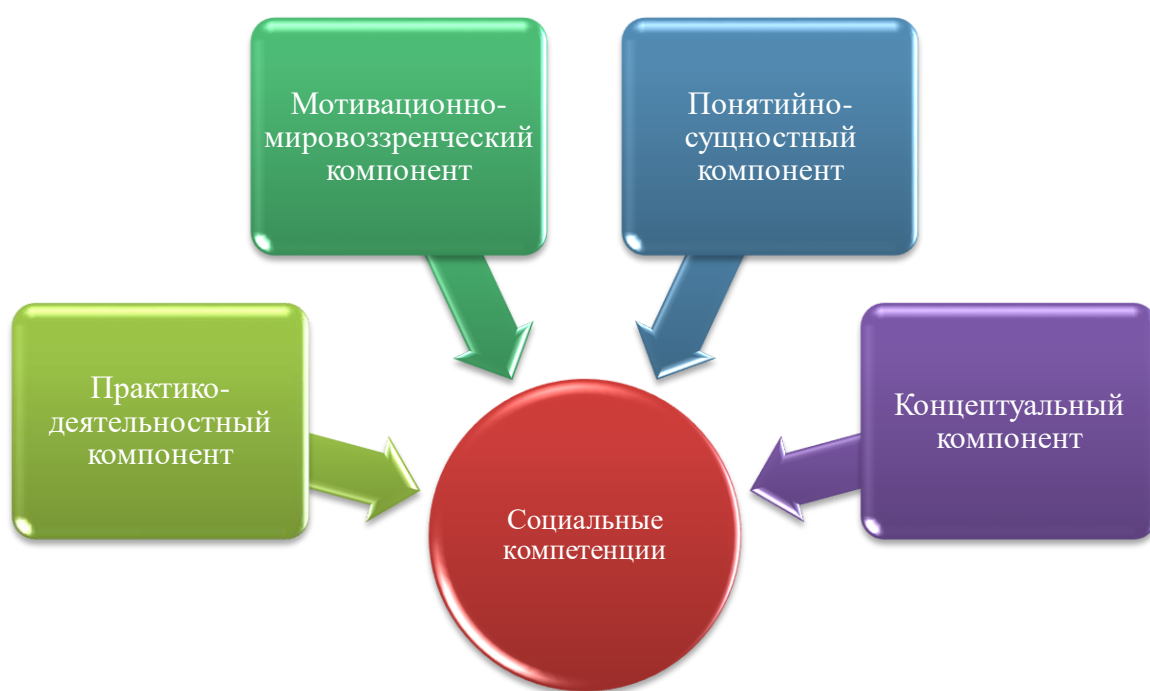 Мотивационно-
мировоззренческий
компонент
Понятийно-
сущностный
компонент
Практико-
деятельностный
компонент
Концептуальный
компонент
Социальные
компетенции